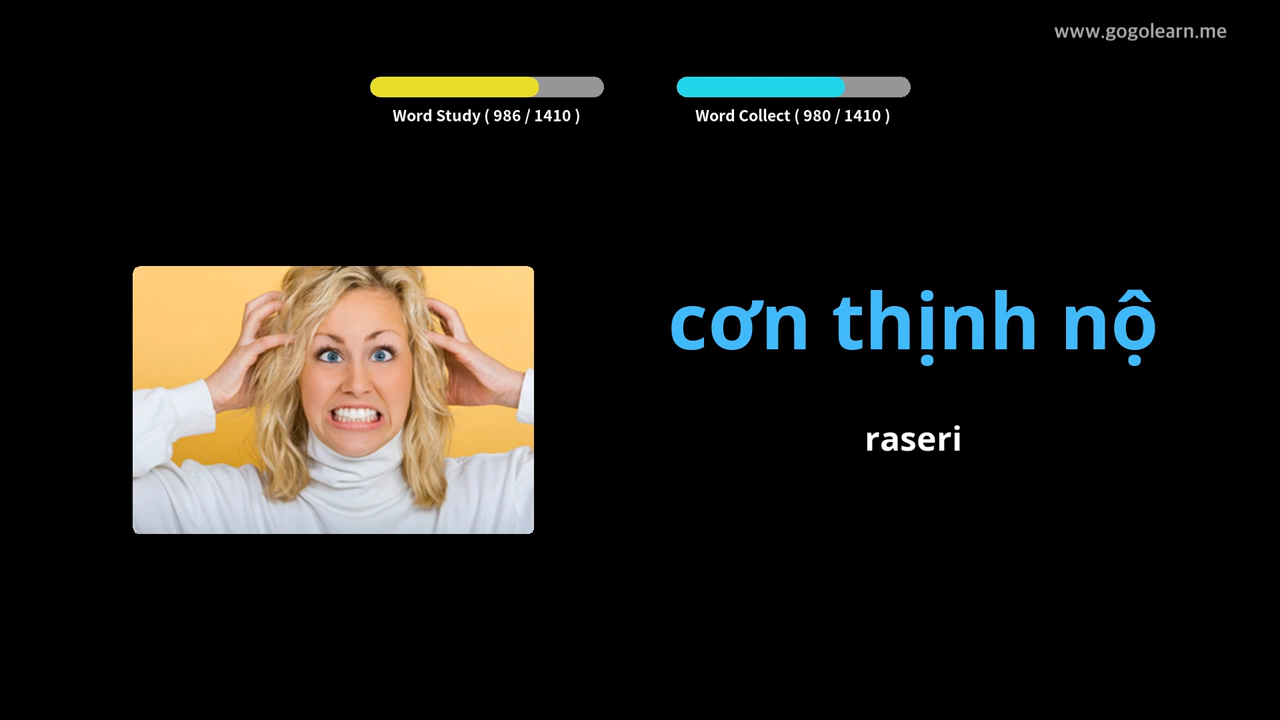 www.gogolearn.me
Word Study ( 986 / 1410 )
Word Collect ( 980 / 1410 )
cơn thịnh nộ
raseri